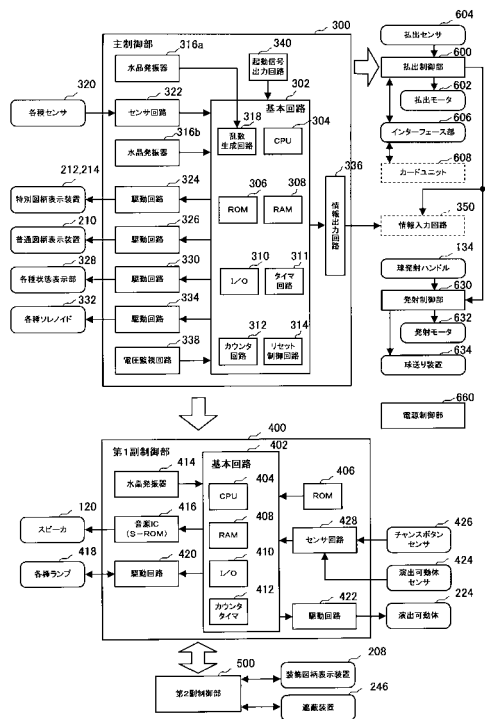 300
主制御部
316a
水晶発振器
340
起動信号
出力回路
302
基本回路
320
各種センサ
322
センサ回路
318
乱数
生成回路
304
CPU
316b
水晶発振器
336
情報出力回路
212,214
特別図柄表示装置
324
駆動回路
306
ROM
308
RAM
210
普通図柄表示装置
326
駆動回路
328
各種状態表示部
330
駆動回路
310
I/O
311
タイマ
回路
332
各種ソレノイド
334
駆動回路
338
電圧監視回路
312
カウンタ
回路
314
リセット
制御回路
604
払出センサ
600
払出制御部
602
払出モータ
606
インターフェース部
608
カードユニット
350
情報入力回路
134
球発射ハンドル
630
発射制御部
632
発射モータ
634
球送り装置
660
電源制御部
400
第1副制御部
402
基本回路
414
水晶発振器
404
CPU
406
ROM
120
スピーカ
416
音源IC
(S-ROM)
408
RAM
428
センサ回路
426
チャンスボタン
センサ
418
各種ランプ
420
駆動回路
410
I/O
424
演出可動体
センサ
412
カウンタ
タイマ
422
駆動回路
224
演出可動体
500
第2副制御部
208
装飾図柄表示装置
246
遮蔽装置